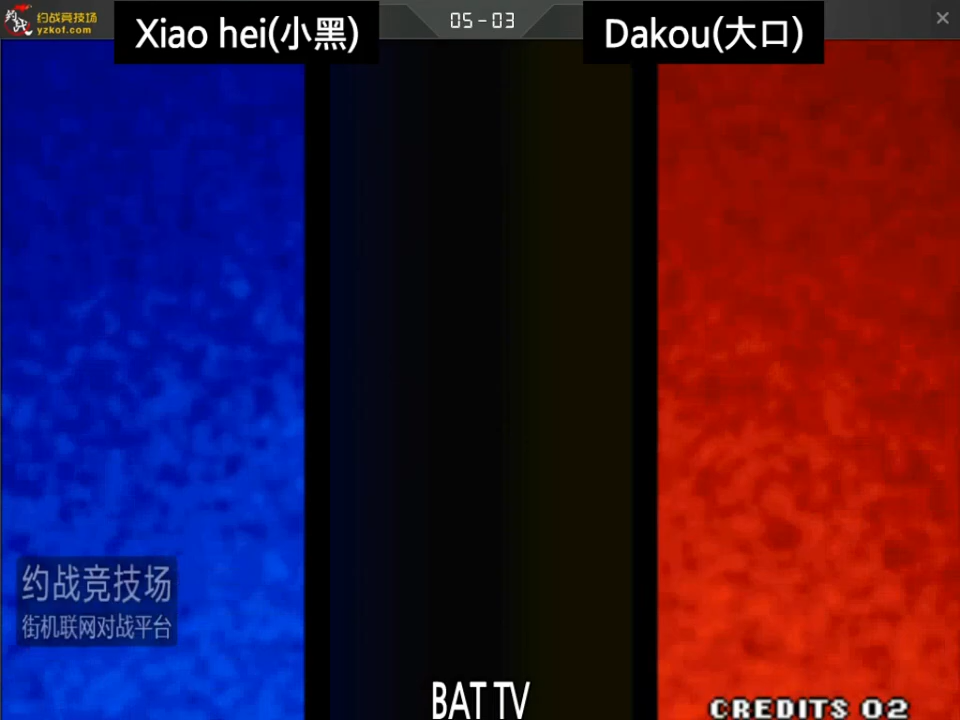 约战竞技场
yzkof.com
Xiao hei(小黑)
05-03
Dakou(大口)
约战竞技场
街机联网对战平台
BAT TV
CREDITS 02